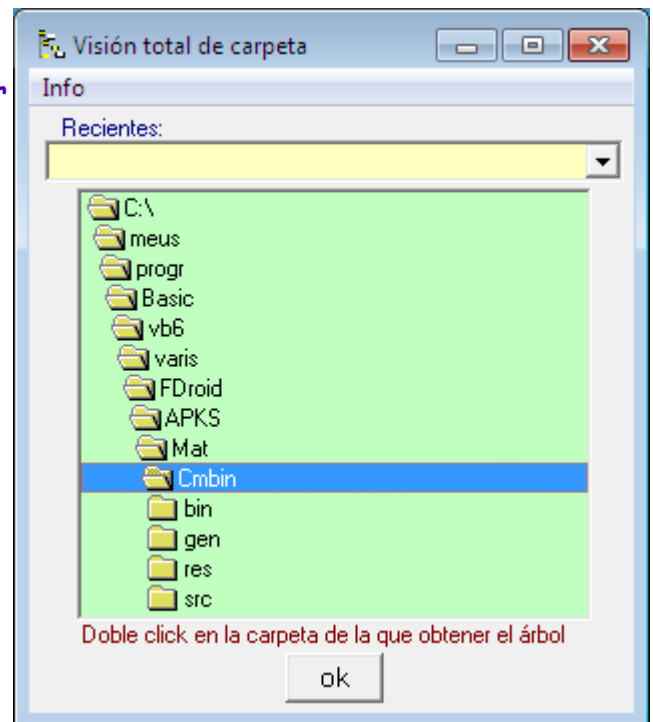 Visión total de carpeta
Info
Recientes:
C:\
meus
progr
Basic
vb6
varis
FDroid
APKS
Mat
Cmbin
bin
gen
res
src
Doble click en la carpeta de la que obtener el árbol
ok